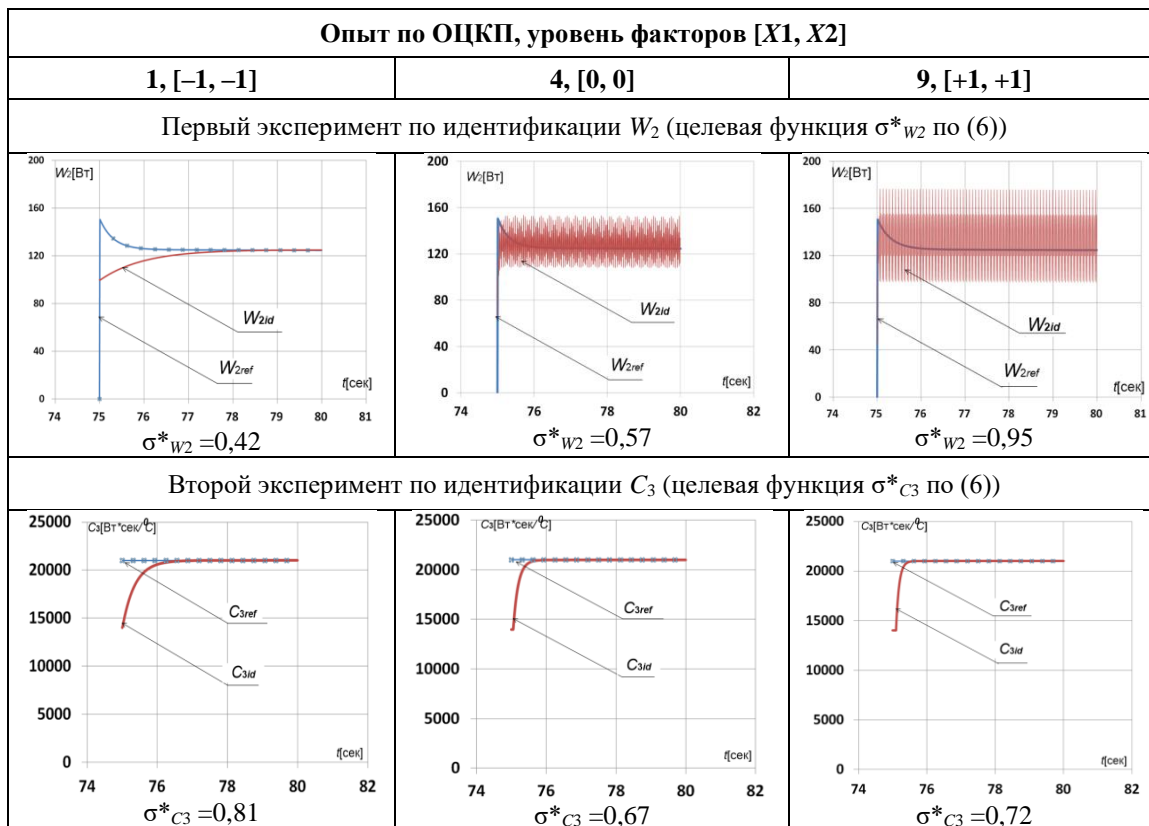 Опыт по ОЦКП, уровень факторов [X1, X2]
1, [–1, –1]
4, [0, 0]
9, [+1, +1]
Первый эксперимент по идентификации W2 (целевая функция σ*W2 по (6))
200
W2[Вт]
160
120
80
40
0
W2id
W2ref
t[сек]
74 75 76 77 78 79 80 81
σ*W2 =0,42
200
W2[Вт]
160
120
80
40
0
W2id
W2ref
t[сек]
74 76 78 80 82
σ*W2 =0,57
200
W2[Вт]
160
120
80
40
0
W2id
W2ref
t[сек]
74 75 76 77 78 79 80 81
σ*W2 =0,95
Второй эксперимент по идентификации C3 (целевая функция σ*C3 по (6))
25000
C3[Вт*сек/⁰C]
20000
15000
10000
5000
0
C3ref
C3id
t[сек]
74 76 78 80 82
σ*C3 =0,81
25000
C3[Вт*сек/⁰C]
20000
15000
10000
5000
0
C3ref
C3id
t[сек]
74 76 78 80 82
σ*C3 =0,67
25000
C3[Вт*сек/⁰C]
20000
15000
10000
5000
0
C3ref
C3id
t[сек]
74 76 78 80 82
σ*C3 =0,72